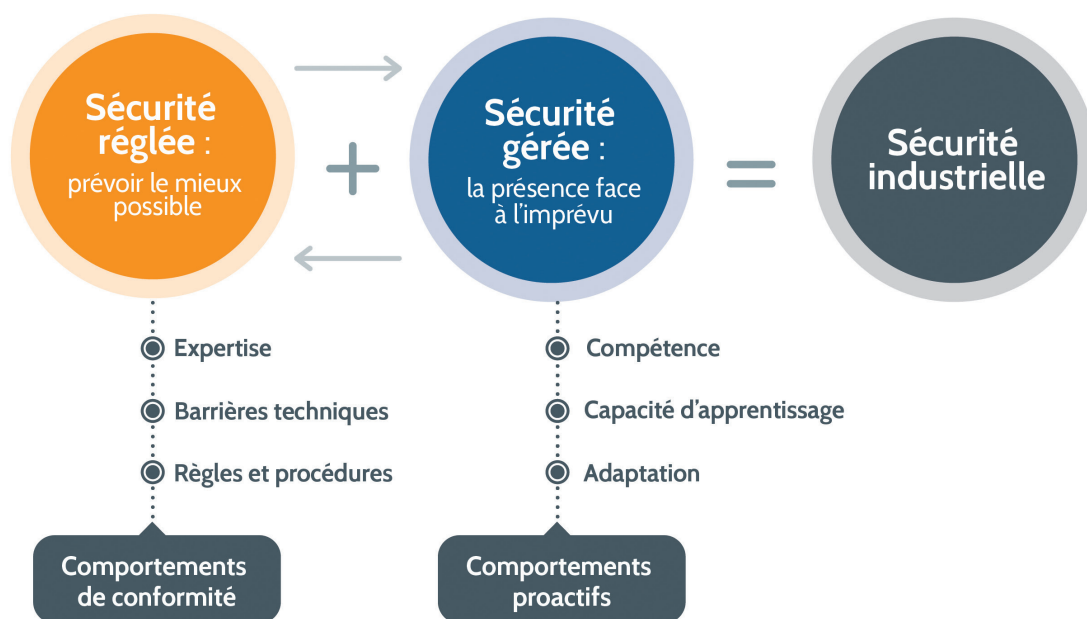 Sécurité
réglée :
prévoir le mieux
possible
+
Sécurité
gérée :
la présence face
à l’imprévu
=
Sécurité
industrielle
Expertise
Barrières techniques
Règles et procédures
Comportements
de conformité
Compétence
Capacité d’apprentissage
Adaptation
Comportements
proactifs